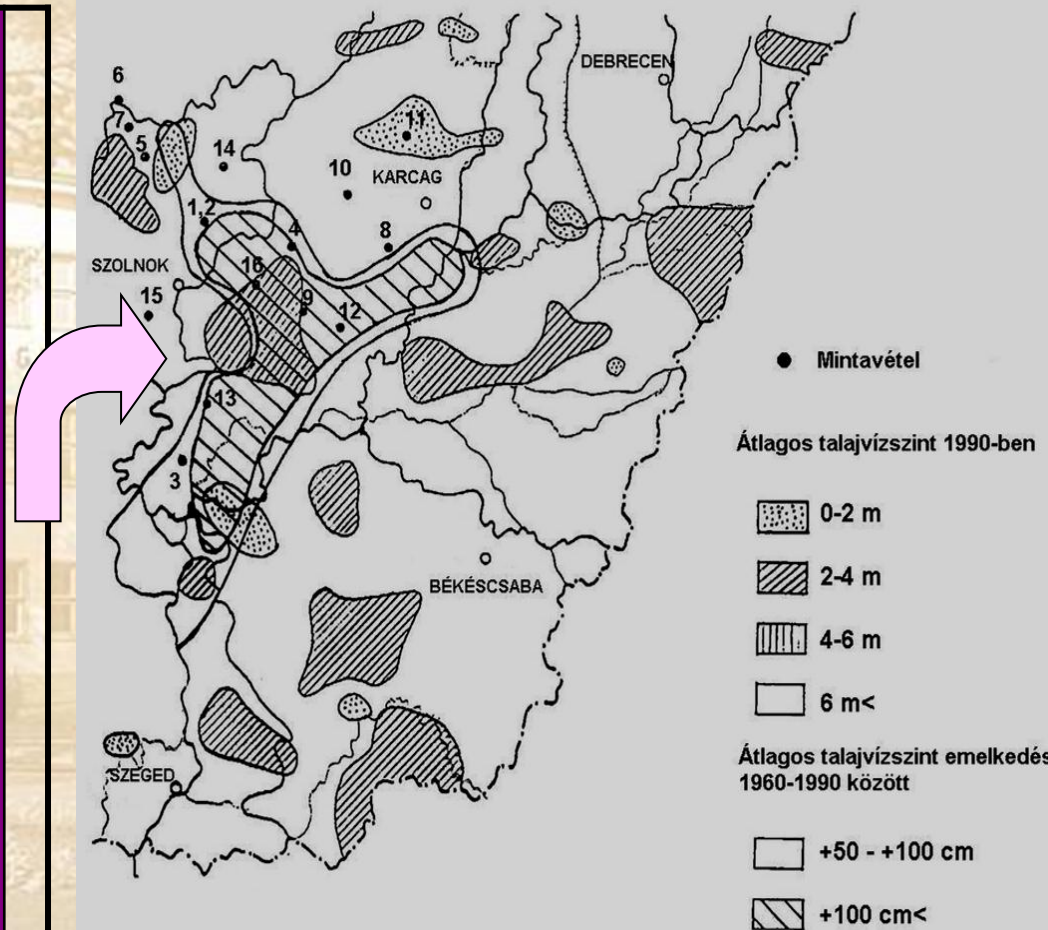 DEBRECEN
6
7
5
11
14
10
KARCAG
1,2
4
8
SZOLNOK
16
15
9
12
Mintavétel
13
Átlagos talajvízszint 1990-ben
3
0-2 m
2-4 m
BÉKÉSCSABA
4-6 m
6 m<
Átlagos talajvízszint emelkedés
1960-1990 között
SZEGED
+50 - +100 cm
+100 cm<